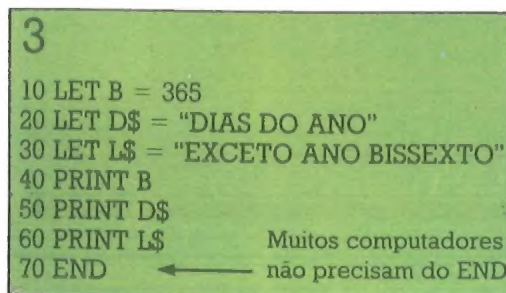 3
10 LET B = 365
20 LET D$ = “DIAS DO ANO”
30 LET L$ = “EXCETO ANO BISSEXTO”
40 PRINT B
50 PRINT D$
60 PRINT L$ Muitos computadores
70 END não precisam do END